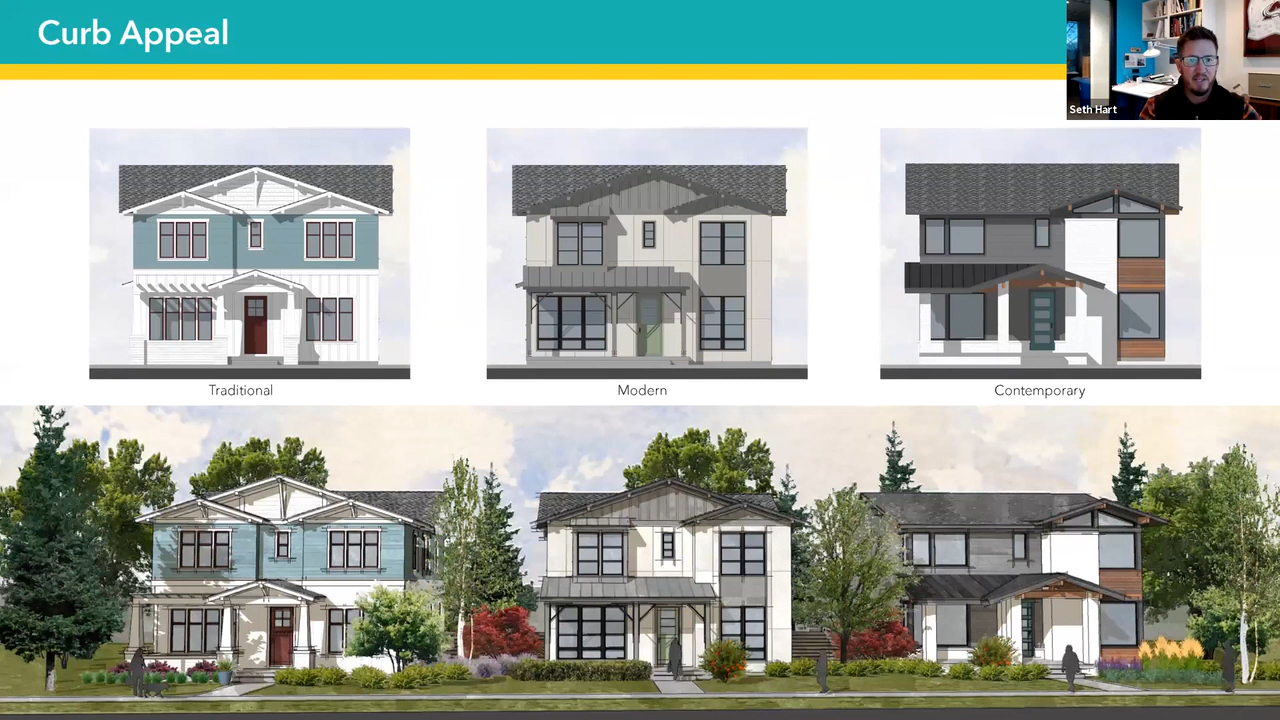 Curb Appeal
Seth Hart
Traditional
Modern
Contemporary